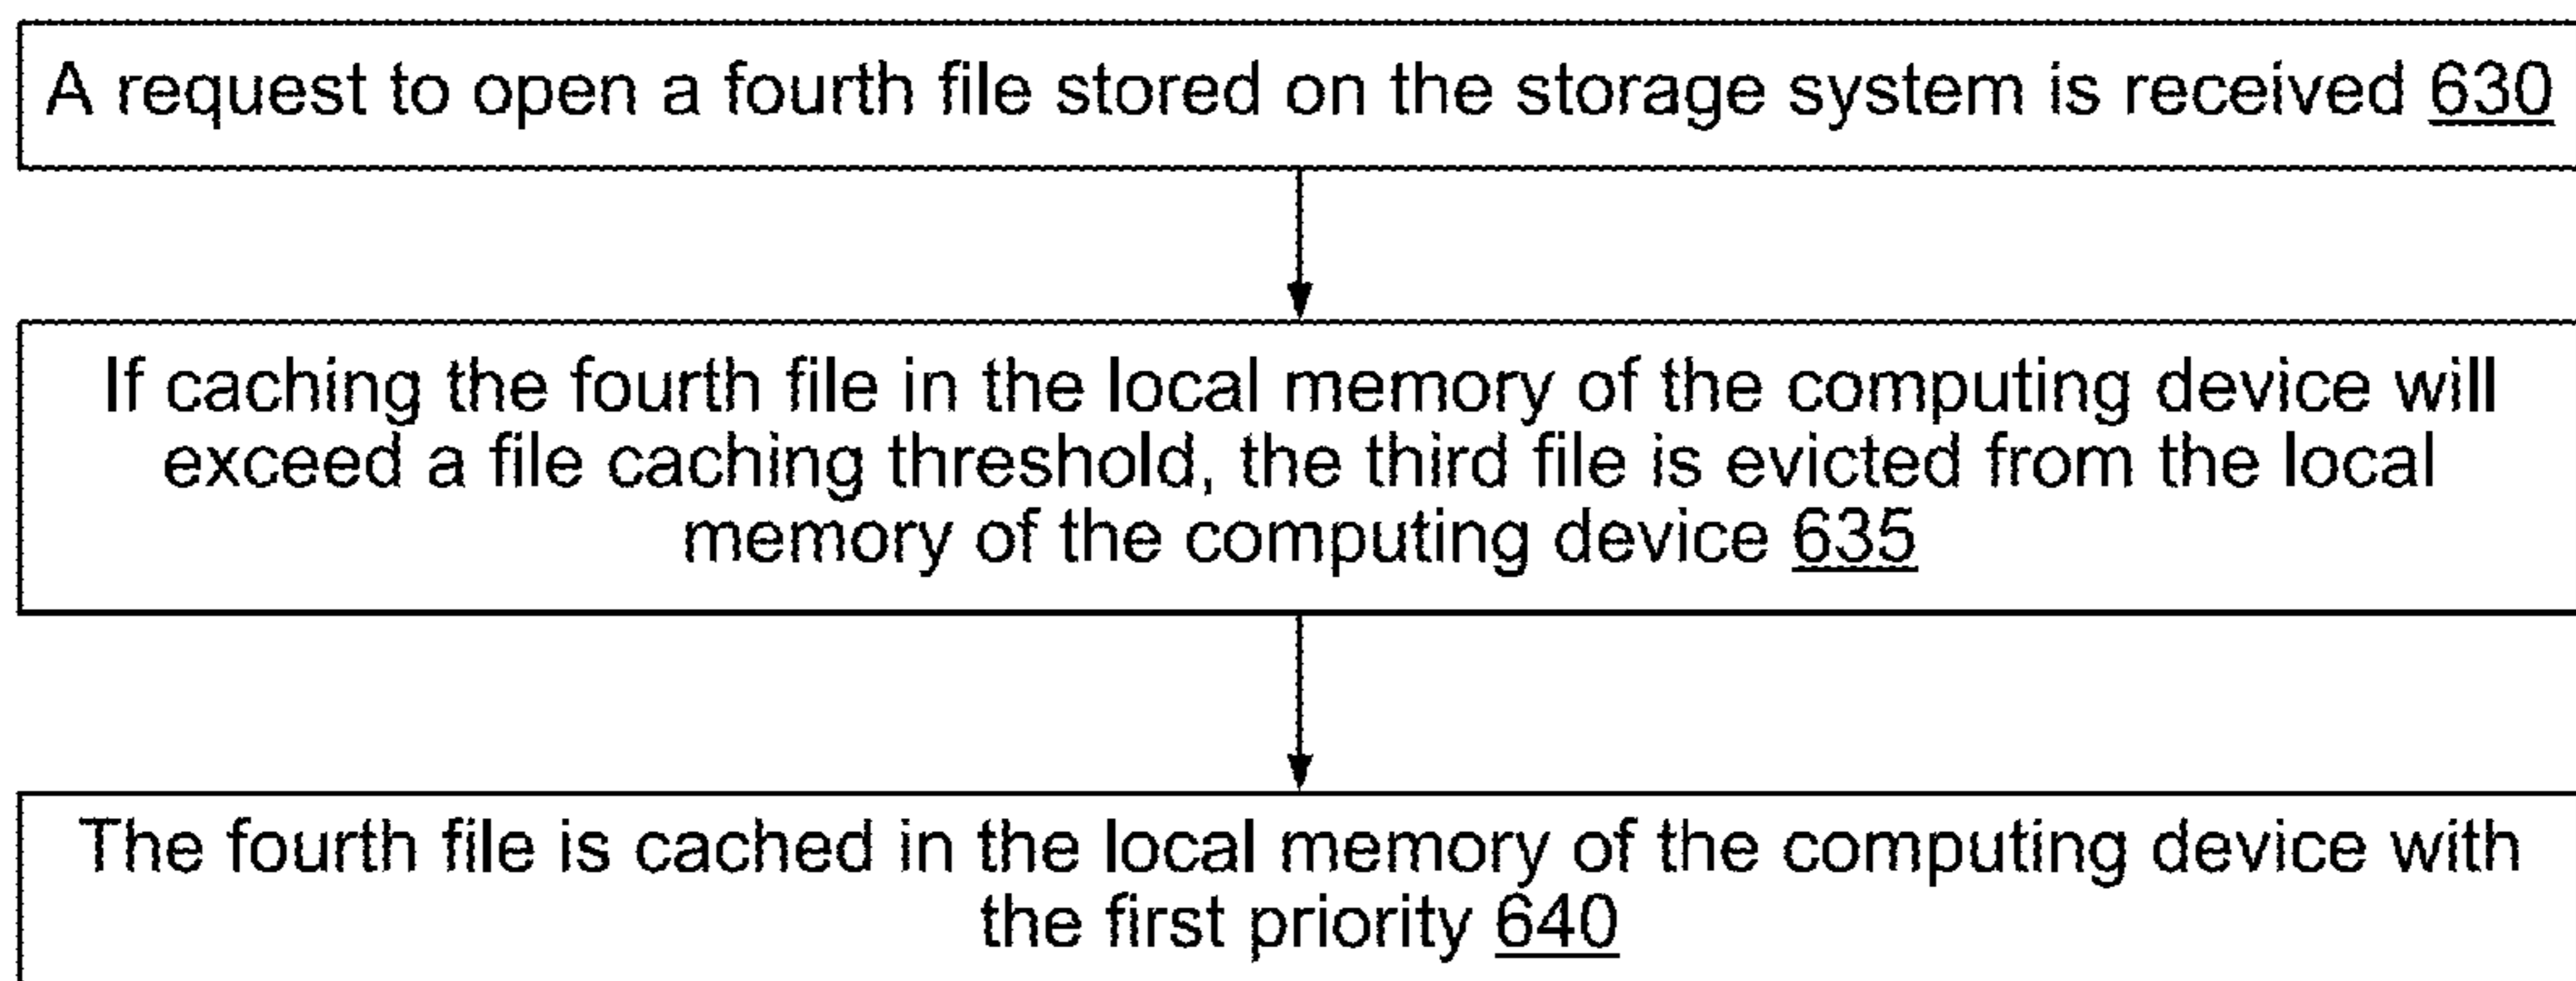 A request to open a fourth file stored on the storage system is received 630
If caching the fourth file in the local memory of the computing device will
exceed a file caching threshold, the third file is evicted from the local
memory of the computing device 635
The fourth file is cached in the local memory of the computing device with
the first priority 640